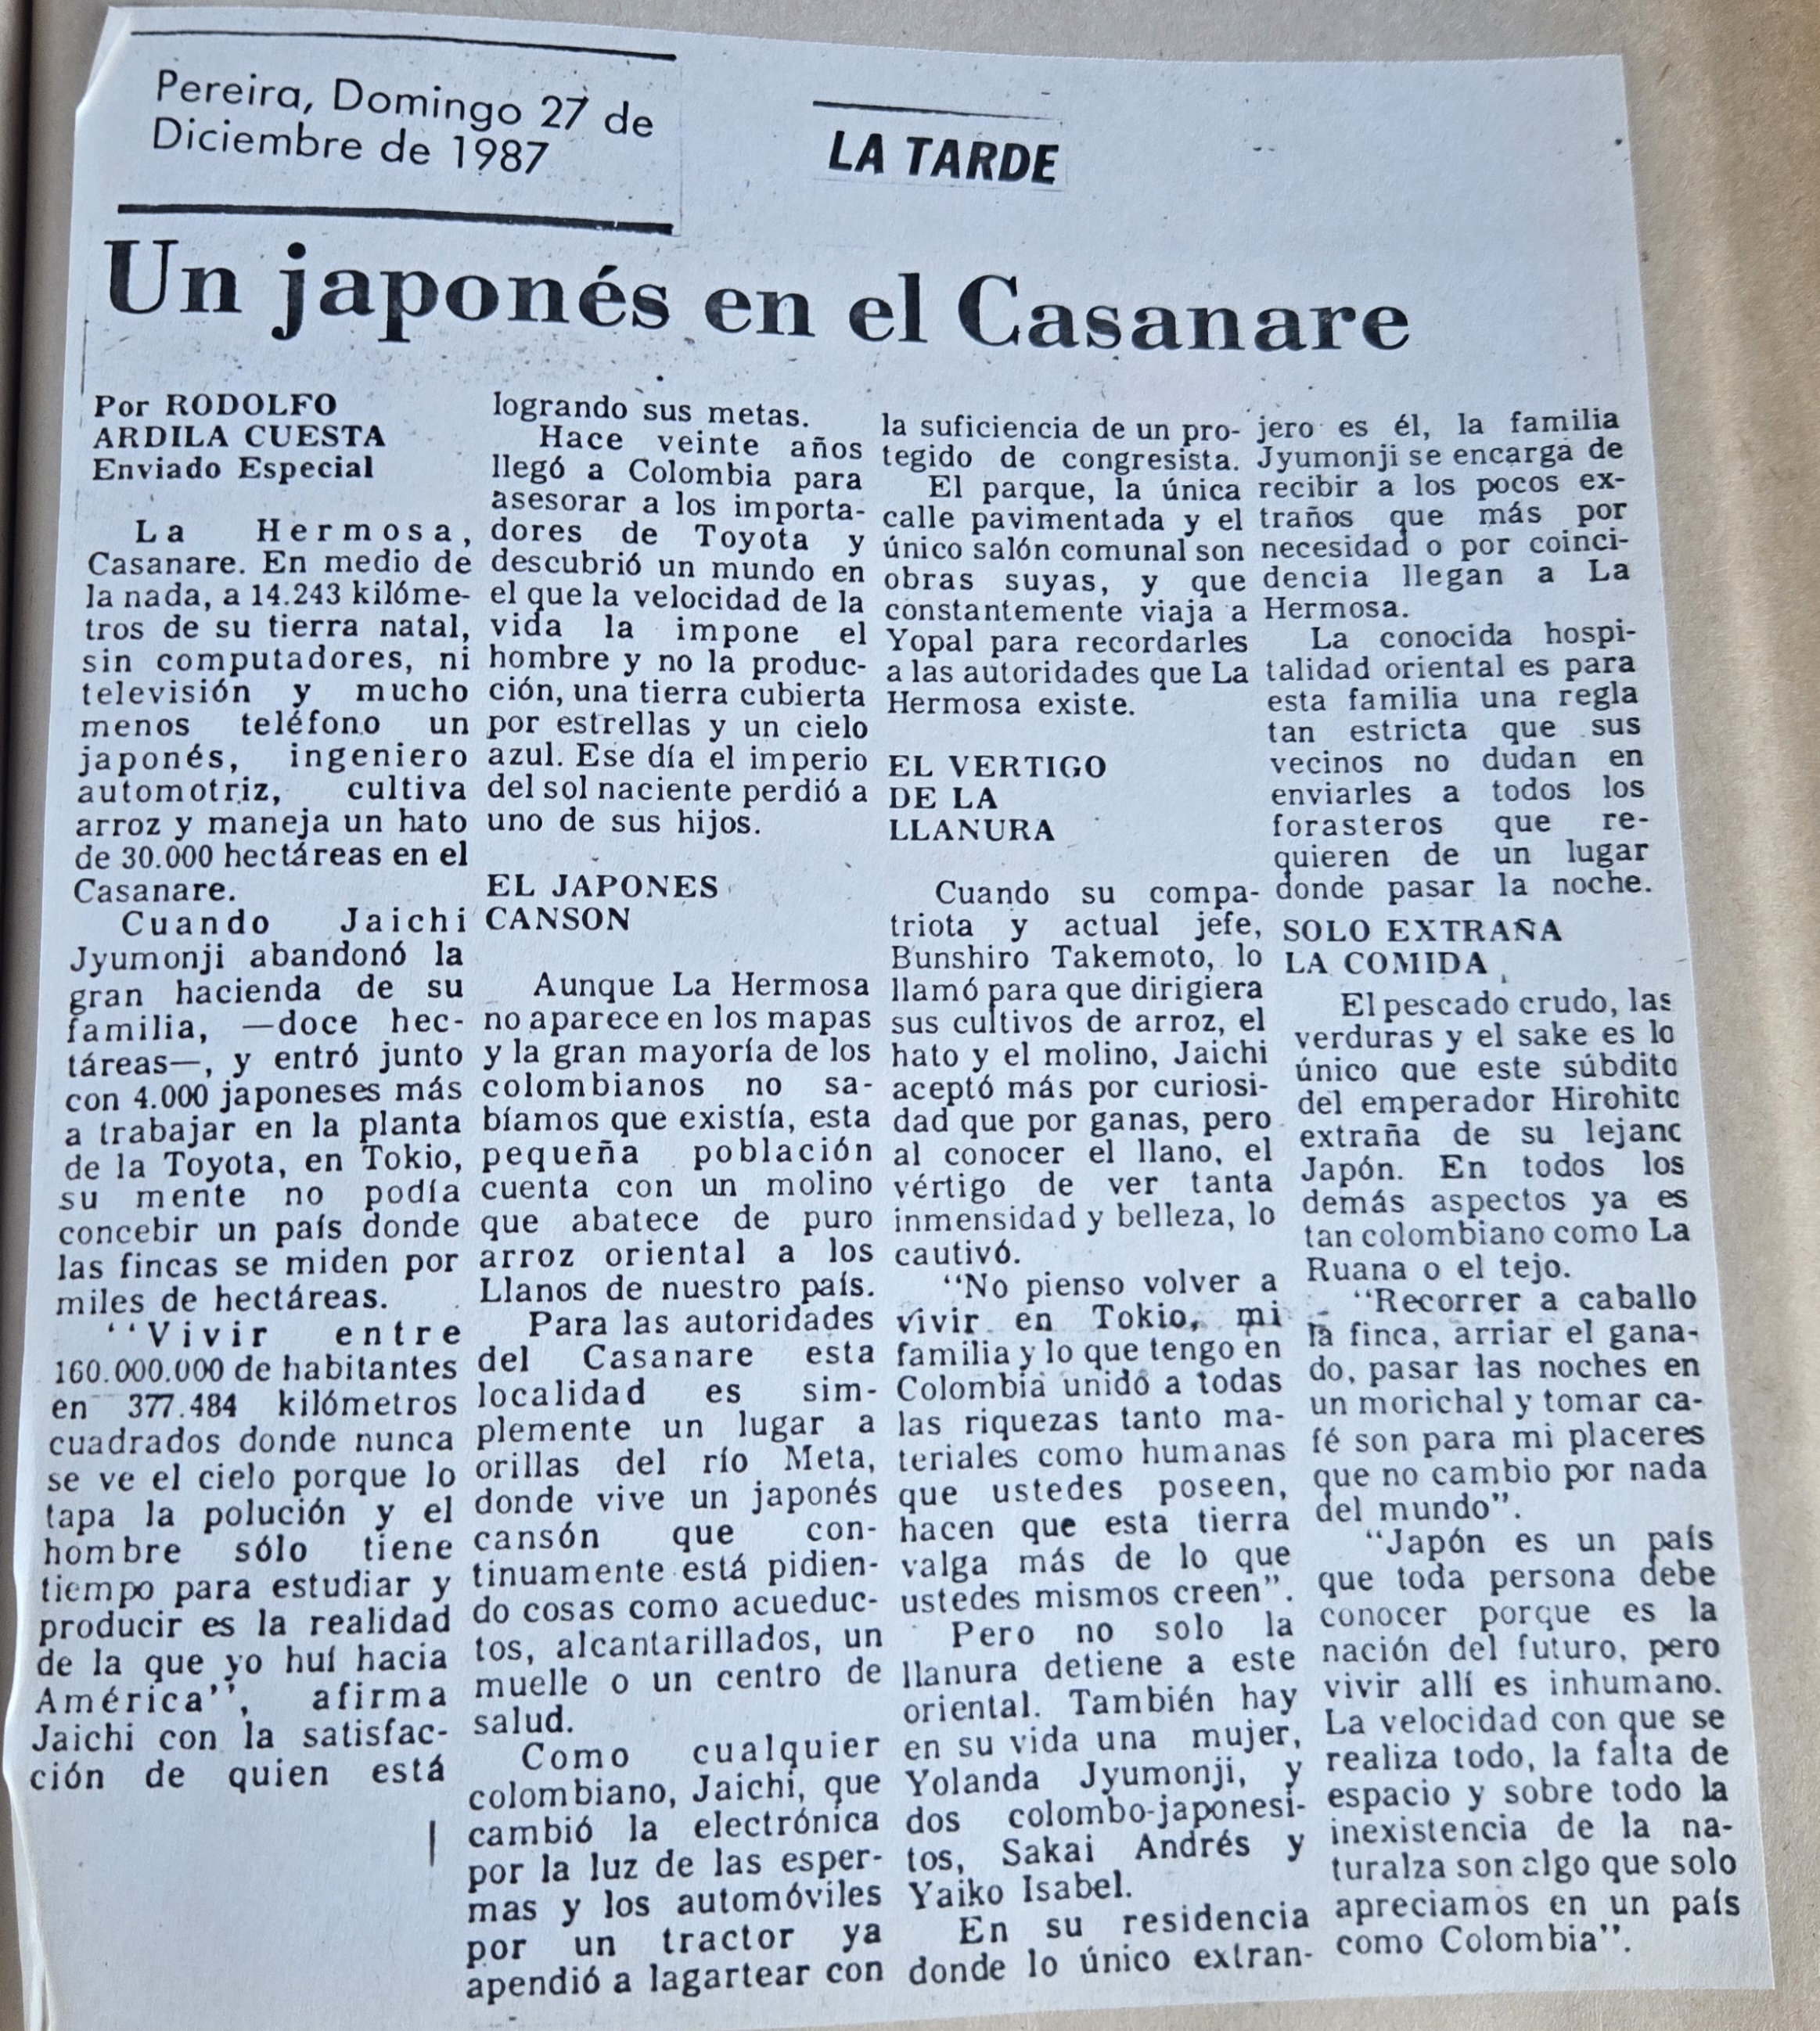 Pereira, Domingo 27 de
Diciembre de 1987
LA TARDE
Un japonés en el Casanare
Por RODOLFO
ARDILA CUESTA
Enviado Especial
La Hermosa,
Casanare. En medio de
la nada, a 14.243 kilóme-
tros de su tierra natal,
sin computadores, ni
televisión y mucho
menos teléfono un
japonés, ingeniero
automotriz, cultiva
arroz y maneja un hato
de 30.000 hectáreas en el
Casanare.
Cuando Jaichi
Jyumonji abandonó la
gran hacienda de su
familia, —doce hec-
táreas—, y entró junto
con 4.000 japoneses más
a trabajar en la planta
de la Toyota, en Tokio,
su mente no podía
concebir un país donde
las fincas se miden por
miles de hectáreas.
"Vivir entre
160.000.000 de habitantes
en 377.484 kilómetros
cuadrados donde nunca
se ve el cielo porque lo
tapa la polución y el
hombre sólo tiene
tiempo para estudiar y
producir es la realidad
de la que yo huí hacia
América", afirma
Jaichi con la satisfac-
ción de quien está
logrando sus metas.
Hace veinte años
llegó a Colombia para
asesorar a los importa-
dores de Toyota y
descubrió un mundo en
el que la velocidad de la
vida la impone el
hombre y no la produc-
ción, una tierra cubierta
por estrellas y un cielo
azul. Ese día el imperio
del sol naciente perdió a
uno de sus hijos.
EL JAPONES
CANSON
Aunque La Hermosa
no aparece en los mapas
y la gran mayoría de los
colombianos no sa-
bíamos que existía, esta
pequeña población
cuenta con un molino
que abatece de puro
arroz oriental a los
Llanos de nuestro país.
Para las autoridades
del Casanare esta
localidad es sim-
plemente un lugar a
orillas del río Meta,
donde vive un japonés
cansón que con-
tinuamente está pidien-
do cosas como acueduc-
tos, alcantarillados, un
muelle o un centro de
salud.
Como cualquier
colombiano, Jaichi, que
cambió la electrónica
por la luz de las esper-
mas y los automóviles
por un tractor ya
apendió a lagartear con
la suficiencia de un pro-
tegido de congresista.
El parque, la única
calle pavimentada y el
único salón comunal son
obras suyas, y que
constantemente viaja a
Yopal para recordarles
a las autoridades que La
Hermosa existe.
EL VERTIGO
DE LA
LLANURA
Cuando su compa-
triota y actual jefe,
Bunshiro Takemoto, lo
llamó para que dirigiera
sus cultivos de arroz, el
hato y el molino, Jaichi
aceptó más por curiosi-
dad que por ganas, pero
al conocer el llano, el
vértigo de ver tanta
inmensidad y belleza, lo
cautivó.
"No pienso volver a
vivir en Tokio, mi
familia y lo que tengo en
Colombia unido a todas
las riquezas tanto ma-
teriales como humanas
que ustedes poseen,
hacen que esta tierra
valga más de lo que
ustedes mismos creen".
Pero no solo la
llanura detiene a este
oriental. También hay
en su vida una mujer,
Yolanda Jyumonji, y
dos colombo-japonesi-
tos, Sakai Andrés y
Yaiko Isabel.
En su residencia
donde lo único extran-
jero es él, la familia
Jyumonji se encarga de
recibir a los pocos ex-
traños que más por
necesidad o por coinci-
dencia llegan a La
Hermosa.
La conocida hospi-
talidad oriental es para
esta familia una regla
tan estricta que sus
vecinos no dudan en
enviarles a todos los
forasteros que re-
quieren de un lugar
donde pasar la noche.
SOLO EXTRAÑA
LA COMIDA
El pescado crudo, las
verduras y el sake es lo
único que este súbdito
del emperador Hirohito
extraña de su lejano
Japón. En todos los
demás aspectos ya es
tan colombiano como La
Ruana o el tejo.
"Recorrer a caballo
la finca, arriar el gana-
do, pasar las noches en
un morichal y tomar ca-
fé son para mi placeres
que no cambio por nada
del mundo".
"Japón es un país
que toda persona debe
conocer porque es la
nación del futuro, pero
vivir allí es inhumano.
La velocidad con que se
realiza todo, la falta de
espacio y sobre todo la
inexistencia de la na-
turalza son algo que solo
apreciamos en un país
como Colombia".